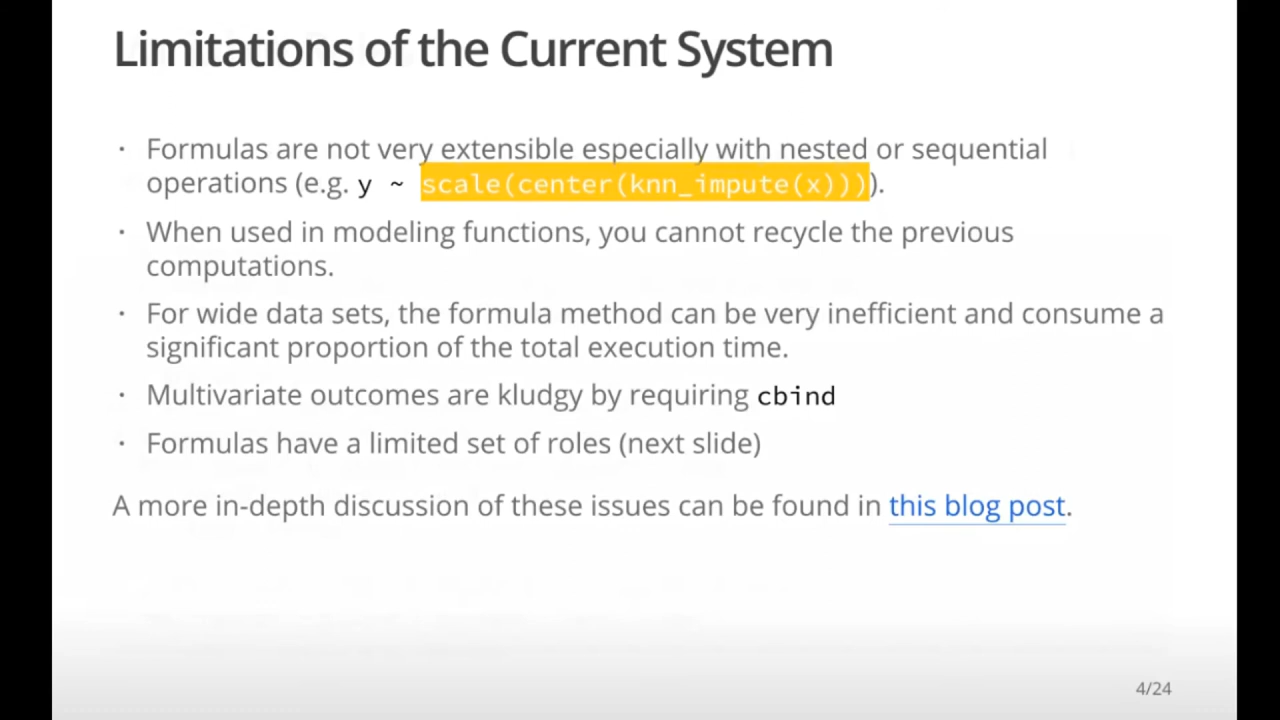 Limitations of the Current System
· Formulas are not very extensible especially with nested or sequential
operations (e.g. y ~ scale(center(knn_impute(x)))).
· When used in modeling functions, you cannot recycle the previous
computations.
· For wide data sets, the formula method can be very inefficient and consume a
significant proportion of the total execution time.
· Multivariate outcomes are kludgy by requiring cbind
· Formulas have a limited set of roles (next slide)
A more in-depth discussion of these issues can be found in this blog post.
4/24